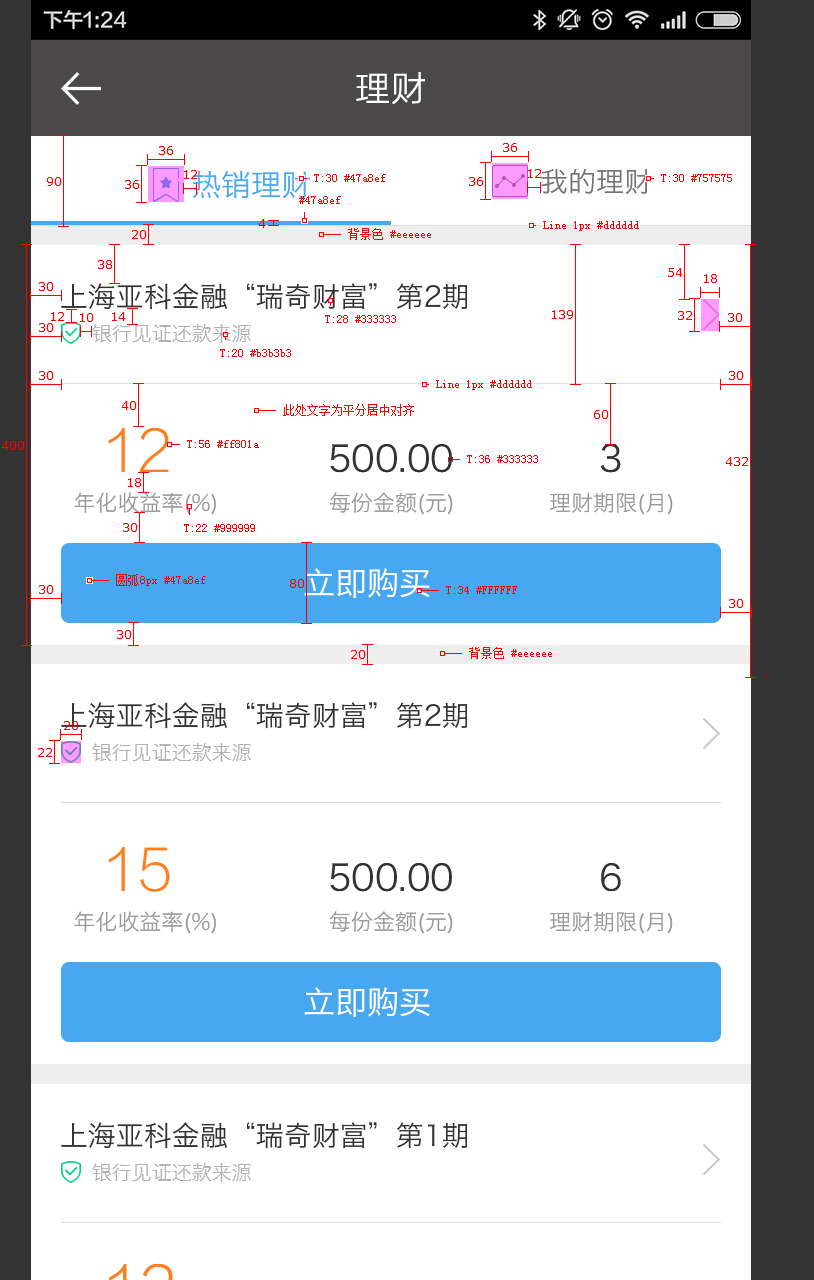 下午1:24
理财
36
36
90
36
12
热销理财
T:30 #47a8ef
36
12
我的理财
T:30 #757575
#47a8ef
4
Line 1px #dddddd
20
背景色 #eeeeee
38
54
18
30
上海亚科金融“瑞奇财富”第2期
12
10
14
T:28 #333333
139
32
30
30
银行见证还款来源
T:20 #b3b3b3
30
Line 1px #dddddd
30
40
此处文字为平分居中对齐
60
400
12
T:56 #ff801a
500.00
T:36 #333333
3
432
18
年化收益率(%)
每份金额(元)
理财期限(月)
30
T:22 #999999
30
圆弧8px #47a8ef
80
立即购买
T:34 #FFFFFF
30
30
20
背景色 #eeeeee
上海亚科金融“瑞奇财富”第2期
20
22
银行见证还款来源
15
500.00
6
年化收益率(%)
每份金额(元)
理财期限(月)
立即购买
上海亚科金融“瑞奇财富”第1期
银行见证还款来源